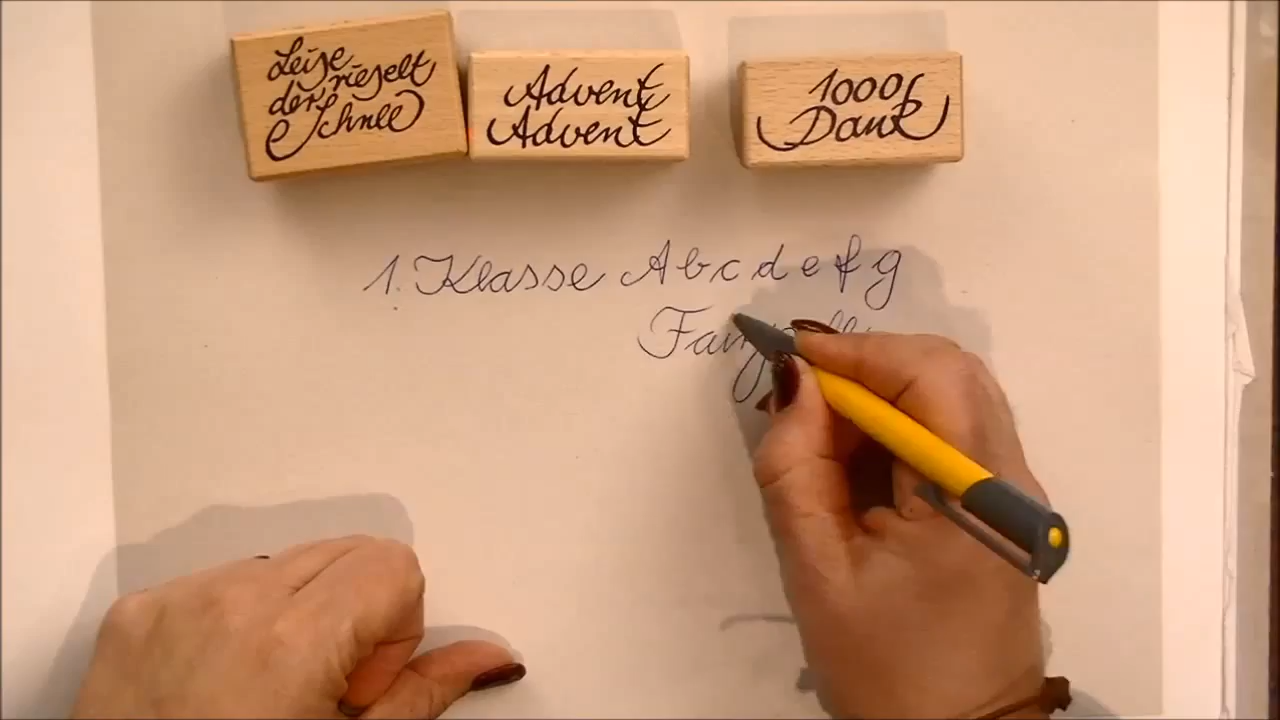 Leise
rieselt
der
Schnee
Advent
Advent
1000
Dank
1. Klasse Abcdefg